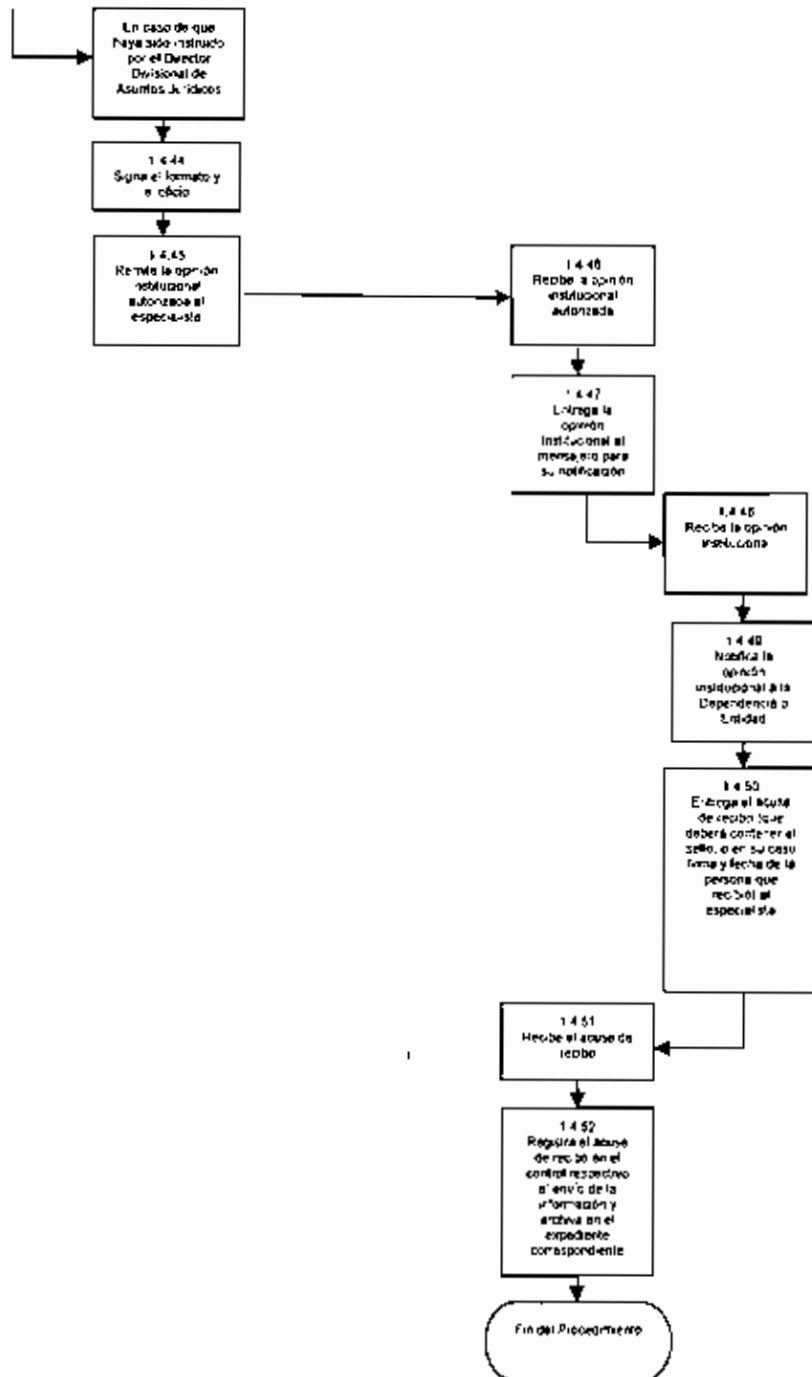 En caso de que
haya sido instruido
por el Director
Divisional de
Asuntos Jurídicos
1.4.44
Signa el formato y
el oficio
1.4.45
Remite la opinión
institucional
autorizada al
especialista
1.4.46
Recibe la opinión
institucional
autorizada
1.4.47
Entrega la
opinión
institucional al
mensajero para
su notificación
1.4.48
Recibe la opinión
institucional
1.4.49
Notifica la
opinión
institucional a la
Dependencia o
Entidad
1.4.50
Entrega el acuse
de recibo (que
deberá contener el
sello, o en su caso
firma y fecha de la
persona que
recibió) al
especialista
1.4.51
Recibe el acuse de
recibo
1.4.52
Registra el acuse
de recibo en el
control respectivo
al envío de la
información y
archiva en el
expediente
correspondiente
Fin del Procedimiento